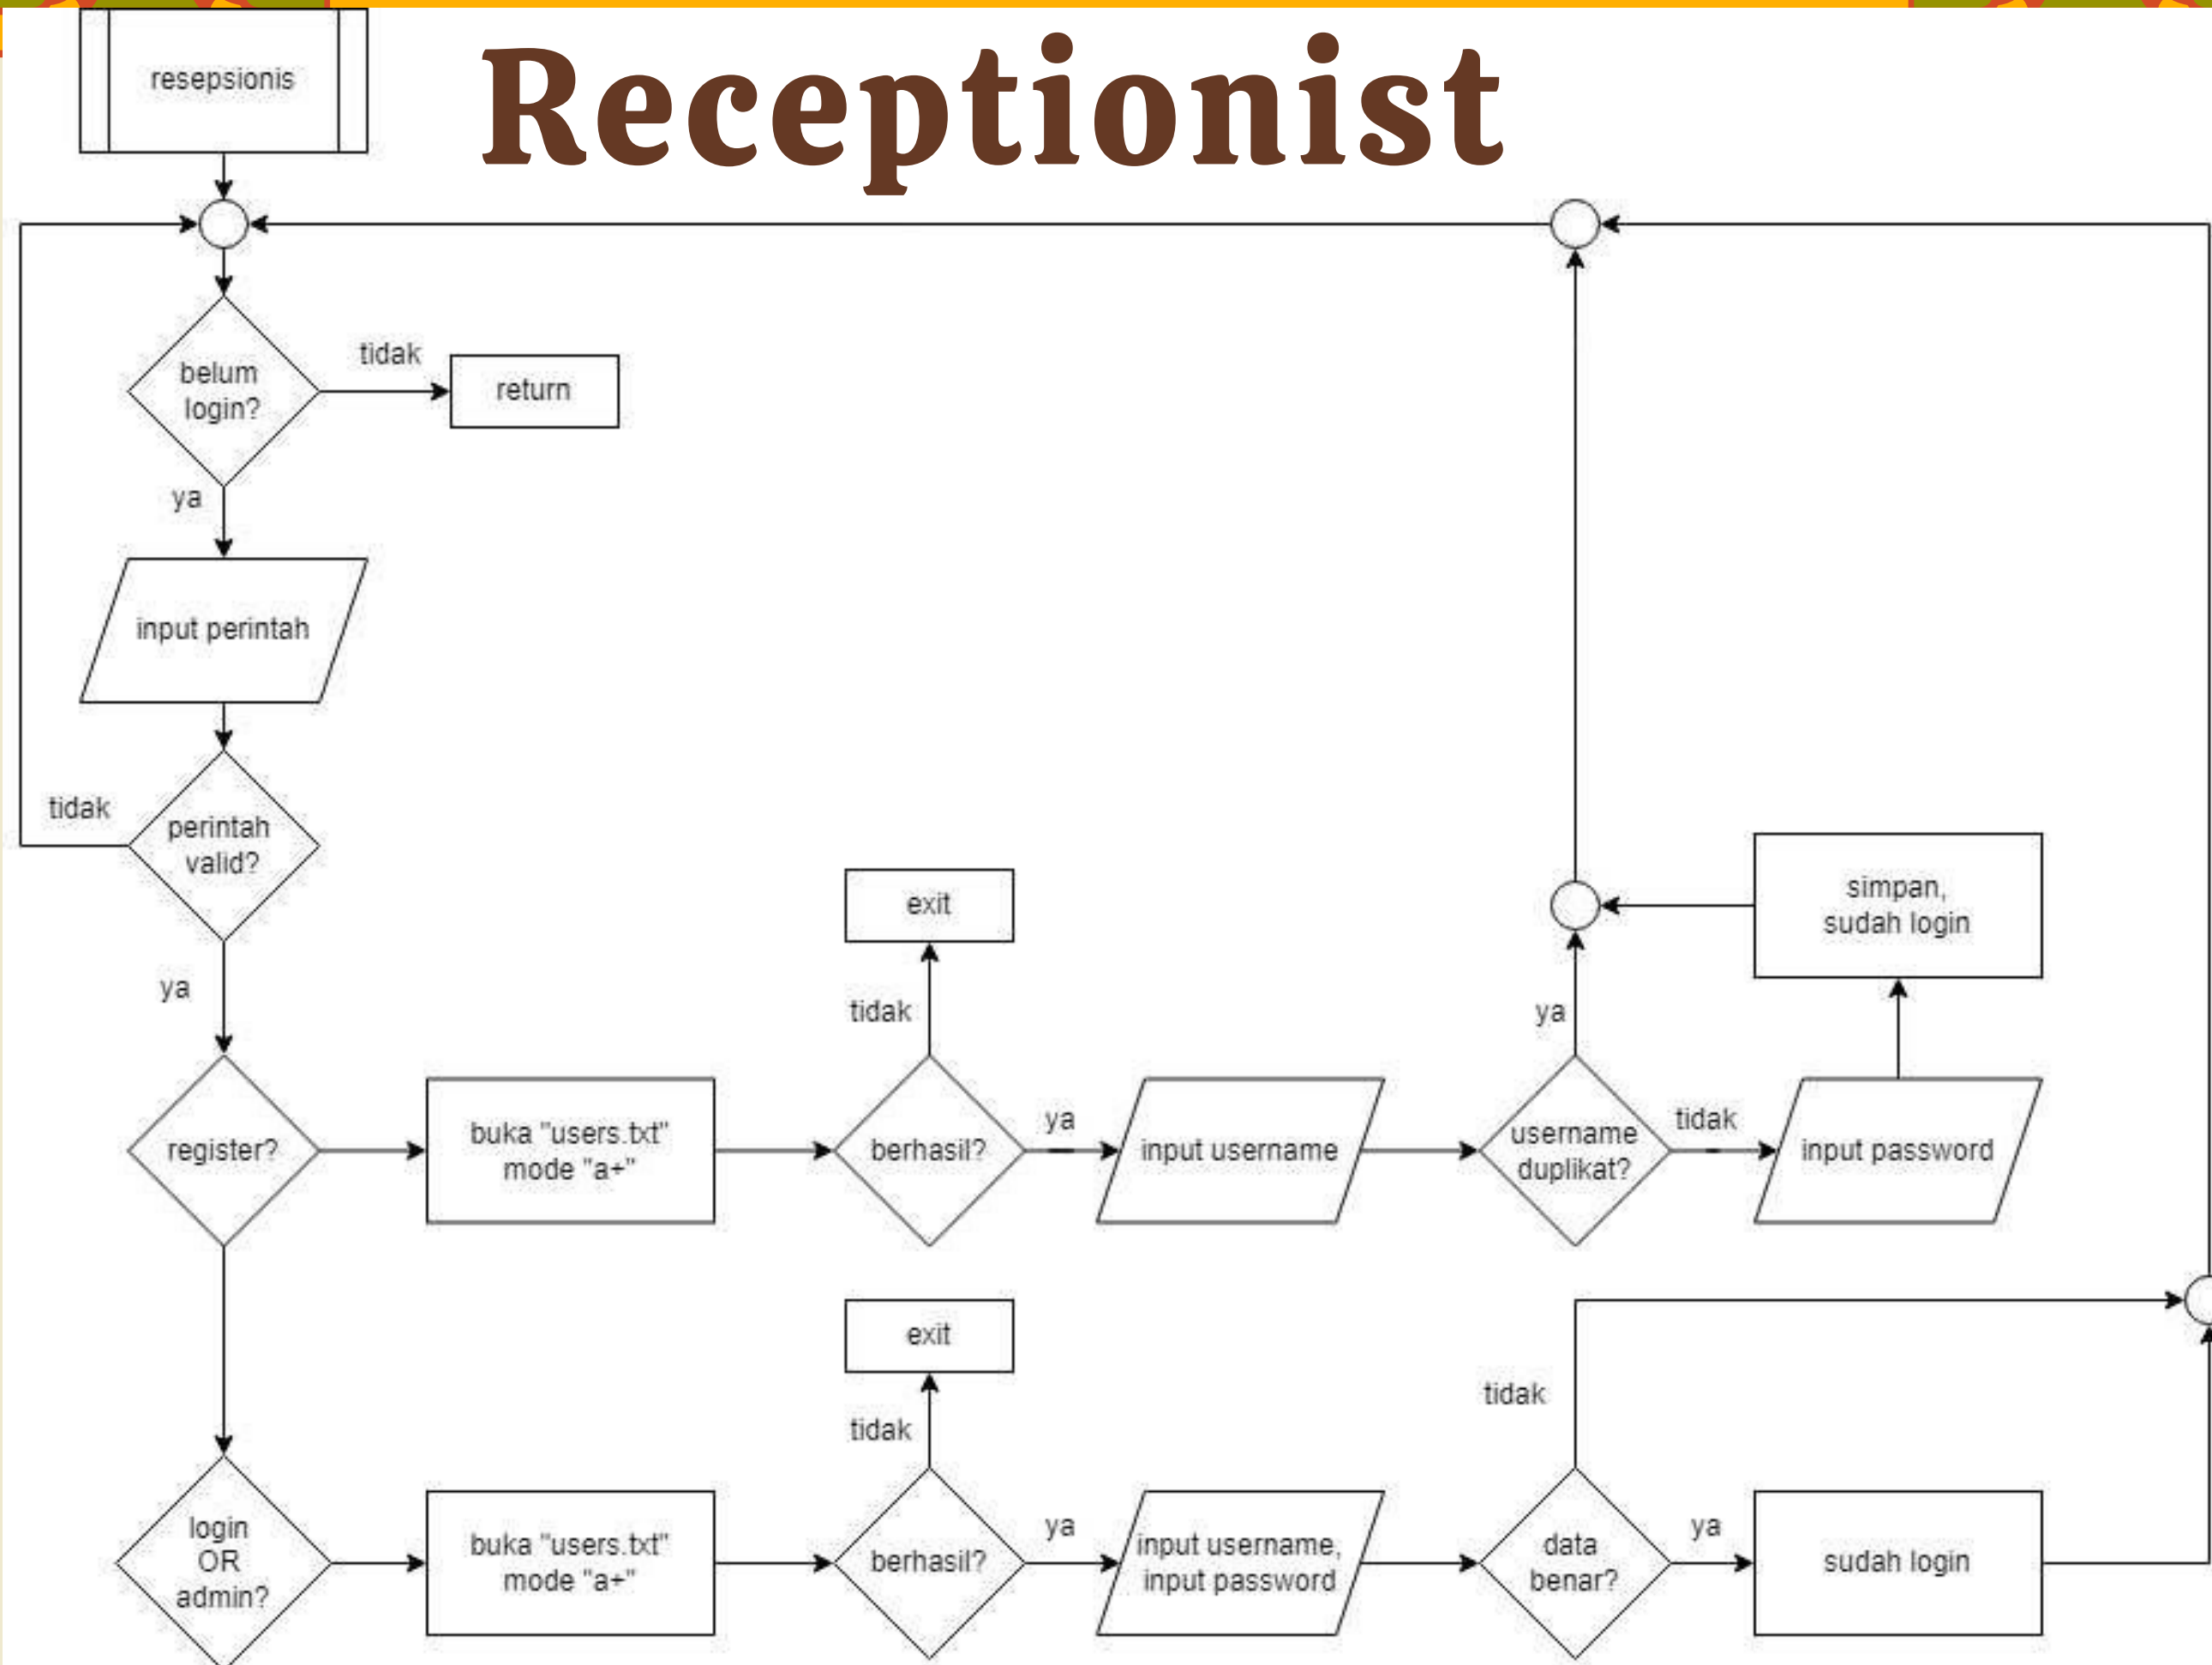 Receptionist
resepsionis
belum
login?
tidak
return
ya
input perintah
perintah
valid?
tidak
ya
register?
buka "users.txt"
mode "a+"
berhasil?
tidak
exit
ya
input username
username
duplikat?
ya
tidak
input password
simpan,
sudah login
login
OR
admin?
buka "users.txt"
mode "a+"
berhasil?
tidak
exit
ya
input username,
input password
data
benar?
tidak
ya
sudah login